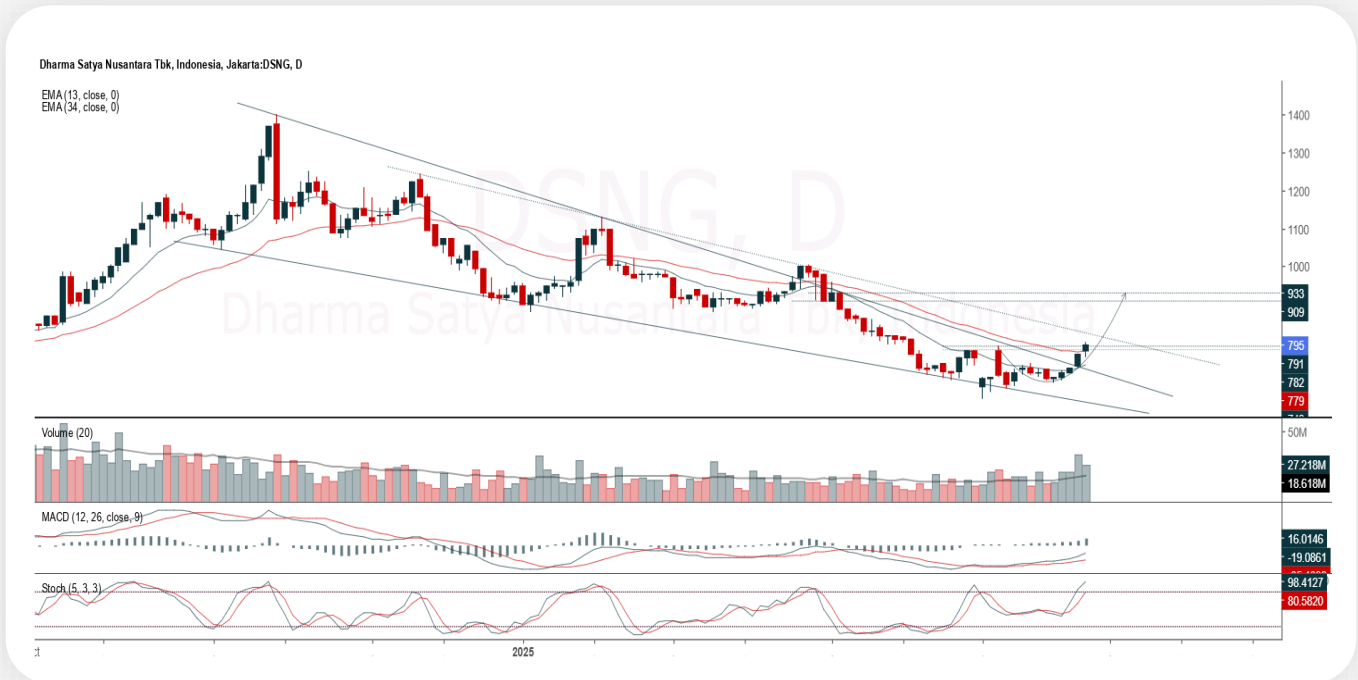 Dharma Satya Nusantara Tbk, Indonesia, Jakarta:DSNG, D
EMA (13, close, 0)
EMA (34, close, 0)
DSNG, D
Dharma Satya Nusantara Tbk, Indonesia
1400
1300
1200
1100
1000
933
909
795
791
782
779
Volume (20)
50M
27.218M
18.618M
MACD (12, 26, close, 9)
16.0146
-19.0861
Stoch (5, 3, 3)
98.4127
80.5820
2025